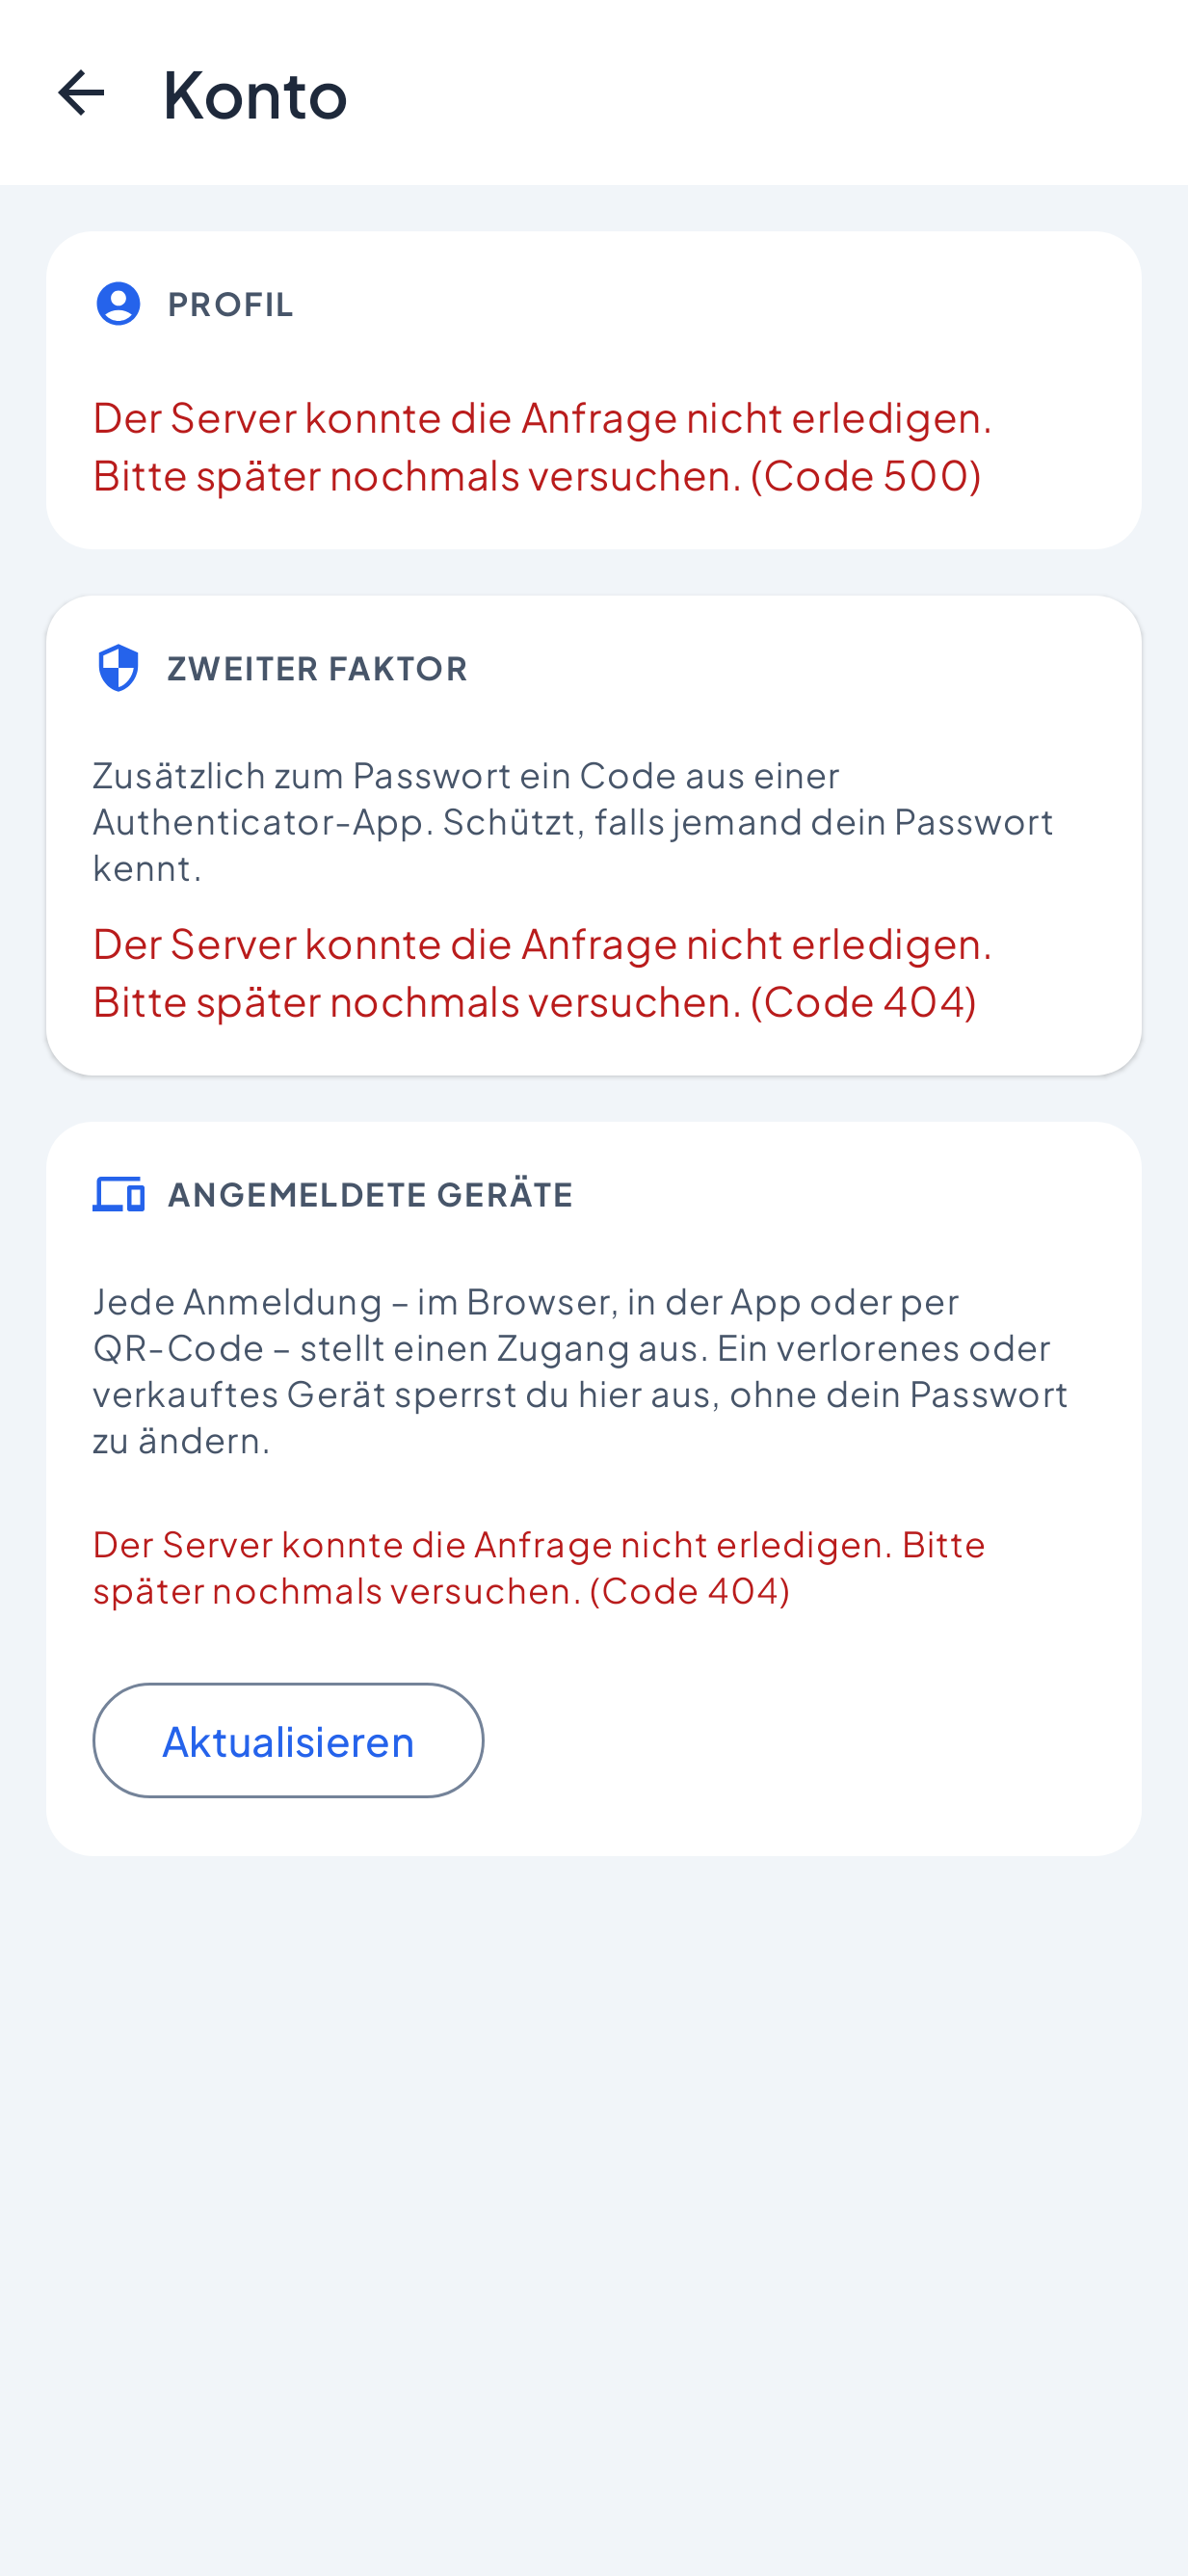 Konto
PROFIL
Der Server konnte die Anfrage nicht erledigen.
Bitte später nochmals versuchen. (Code 500)
ZWEITER FAKTOR
Zusätzlich zum Passwort ein Code aus einer
Authenticator-App. Schützt, falls jemand dein Passwort
kennt.
Der Server konnte die Anfrage nicht erledigen.
Bitte später nochmals versuchen. (Code 404)
ANGEMELDETE GERÄTE
Jede Anmeldung – im Browser, in der App oder per
QR-Code – stellt einen Zugang aus. Ein verlorenes oder
verkauftes Gerät sperrst du hier aus, ohne dein Passwort
zu ändern.
Der Server konnte die Anfrage nicht erledigen. Bitte
später nochmals versuchen. (Code 404)
Aktualisieren